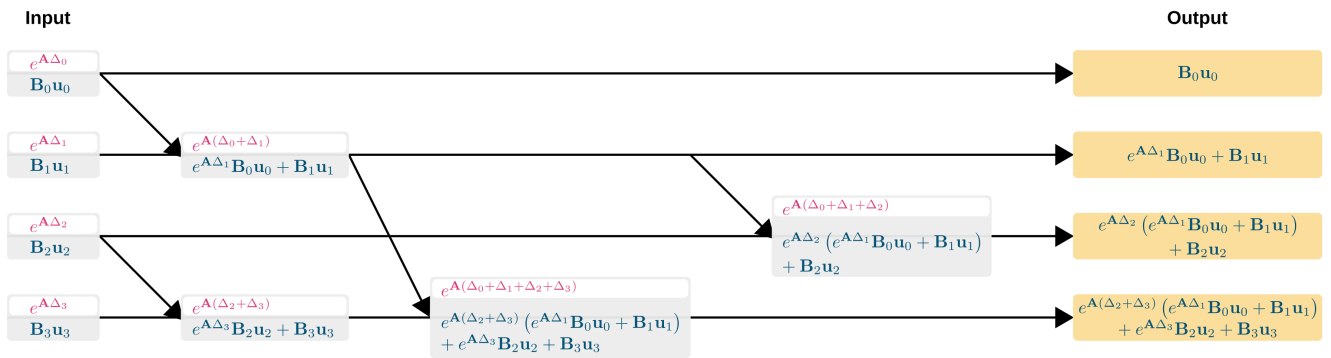 Input
Output
e^{AΔ_0}
B_0u_0
B_0u_0
e^{AΔ_1}
B_1u_1
e^{A(Δ_0+Δ_1)}
e^{AΔ_1}B_0u_0 + B_1u_1
e^{AΔ_1}B_0u_0 + B_1u_1
e^{AΔ_2}
B_2u_2
e^{A(Δ_0+Δ_1+Δ_2)}
e^{AΔ_2} (e^{AΔ_1}B_0u_0 + B_1u_1)
+ B_2u_2
e^{AΔ_2} (e^{AΔ_1}B_0u_0 + B_1u_1)
+ B_2u_2
e^{AΔ_3}
B_3u_3
e^{A(Δ_2+Δ_3)}
e^{AΔ_3}B_2u_2 + B_3u_3
e^{A(Δ_0+Δ_1+Δ_2+Δ_3)}
e^{A(Δ_2+Δ_3)} (e^{AΔ_1}B_0u_0 + B_1u_1)
+ e^{AΔ_3}B_2u_2 + B_3u_3
e^{A(Δ_2+Δ_3)} (e^{AΔ_1}B_0u_0 + B_1u_1)
+ e^{AΔ_3}B_2u_2 + B_3u_3